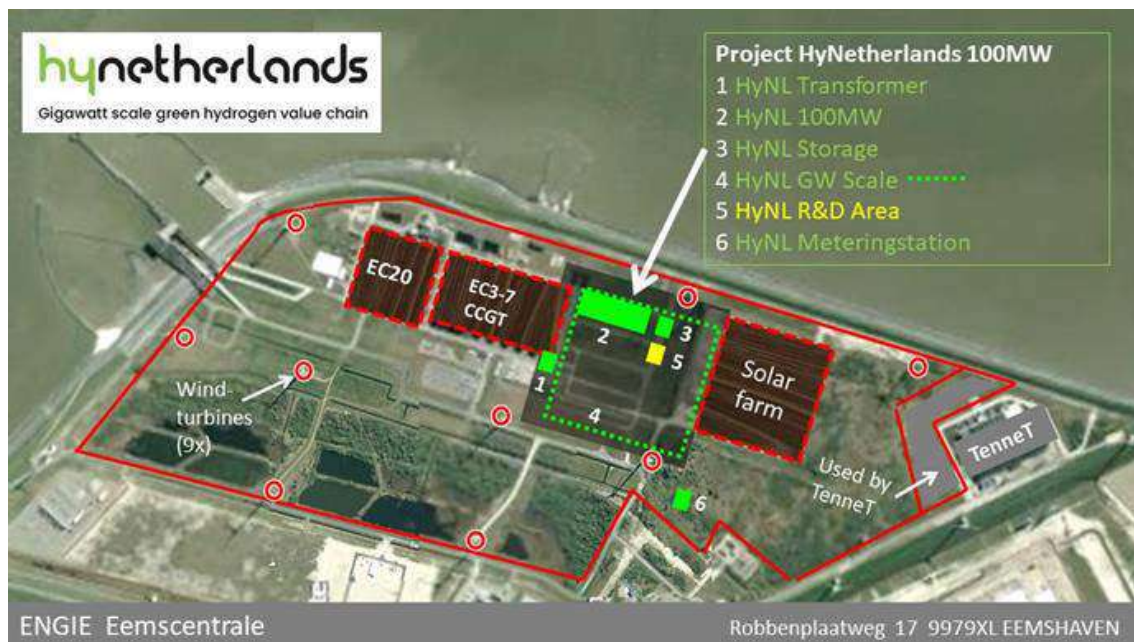 hynetherlands
Gigawatt scale green hydrogen value chain
Project HyNetherlands 100MW
1 HyNL Transformer
2 HyNL 100MW
3 HyNL Storage
4 HyNL GW Scale
5 HyNL R&D Area
6 HyNL Meteringstation
EC20
EC3-7
CCGT
2
3
5
1
4
Solar
farm
Wind-
turbines
(9x)
TenneT
Used by
TenneT
6
ENGIE Eemscentrale
Robbenplaatweg 17 9979XL EEMSHAVEN